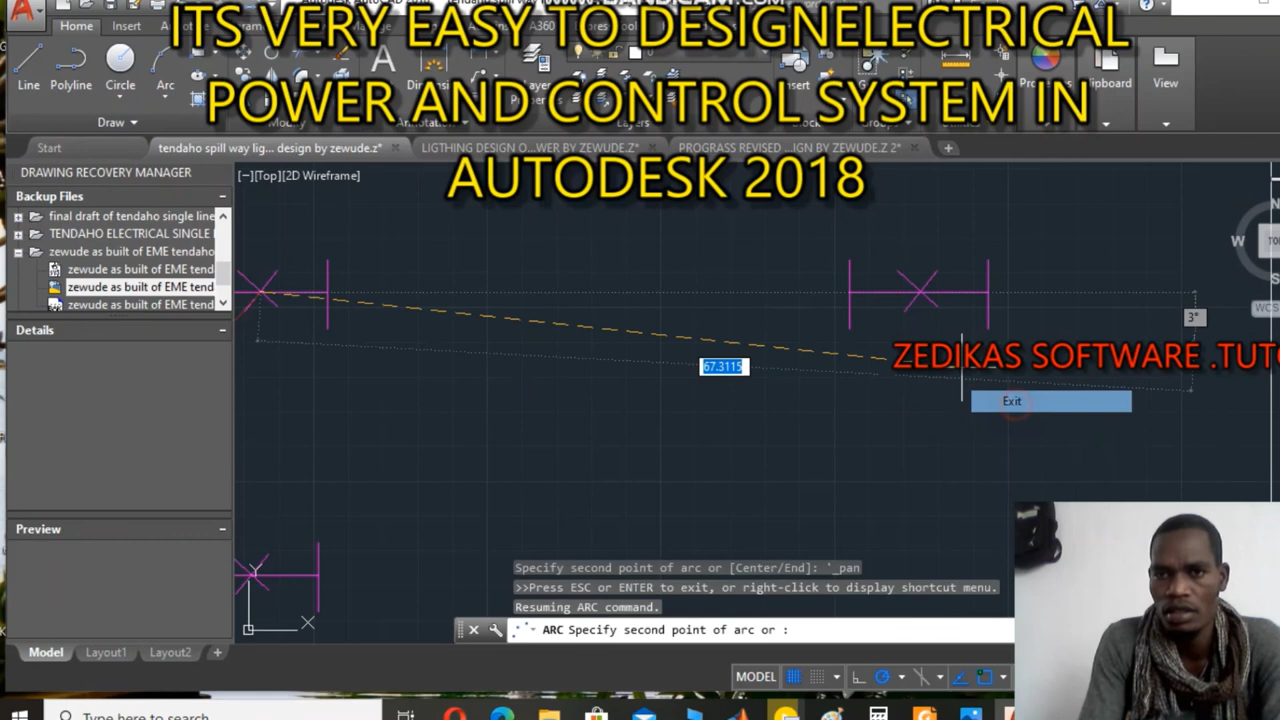 ITS VERY EASY TO DESIGNELECTRICAL
POWER AND CONTROL SYSTEM IN
AUTODESK 2018
Home
Insert
A360
Line
Polyline
Circle
Arc
Draw
View
Start
tendaho spill way lig... design by zewude.z*
LIGTHING DESIGN O...WER BY ZEWUDE.Z*
PROGRASS REVISED ...IGN BY ZEWUDE.Z 2*
DRAWING RECOVERY MANAGER
[−][Top][2D Wireframe]
Backup Files
final draft of tendaho single line
TENDAHO ELECTRICAL SINGLE
zewude as built of EME tendaho
zewude as built of EME tend
zewude as built of EME tend
zewude as built of EME tend
Details
Preview
N
W
S
WCS
3°
67.3115
ZEDIKAS SOFTWARE .TUTO
Exit
Y
X
Specify second point of arc or [Center/End]: '_pan
>>Press ESC or ENTER to exit, or right-click to display shortcut menu.
Resuming ARC command.
ARC Specify second point of arc or :
Model
Layout1
Layout2
MODEL
Type here to search